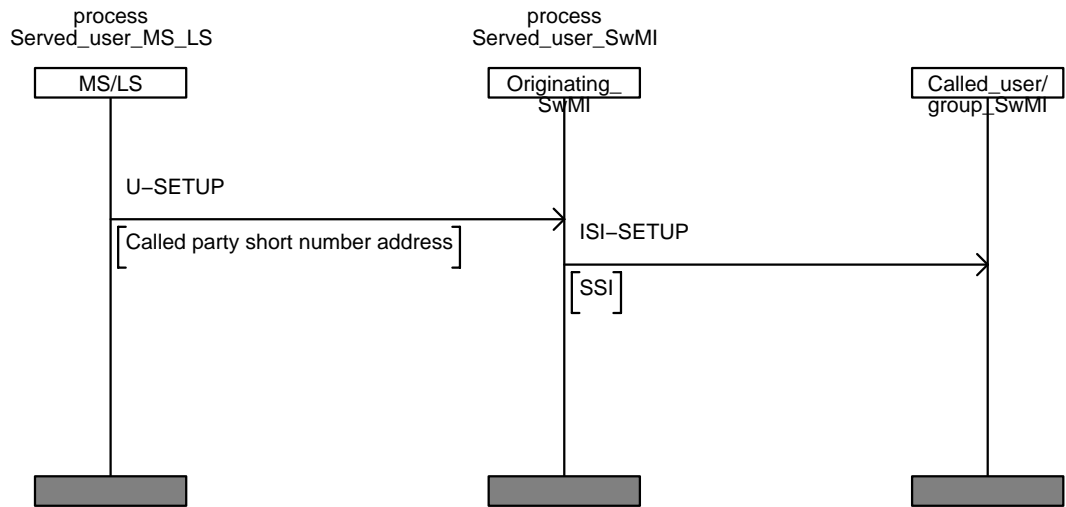 process
Served_user_MS_LS
process
Served_user_SwMI
MS/LS
Originating_
SwMI
Called_user/
group_SwMI
U−SETUP
Called party short number address
ISI−SETUP
SSI